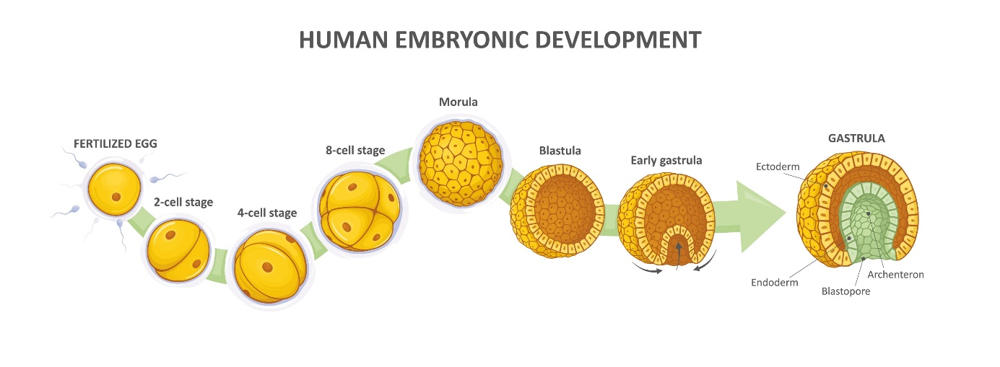 HUMAN EMBRYONIC DEVELOPMENT
FERTILIZED EGG
2-cell stage
4-cell stage
8-cell stage
Morula
Blastula
Early gastrula
GASTRULA
Ectoderm
Endoderm
Blastopore
Archenteron